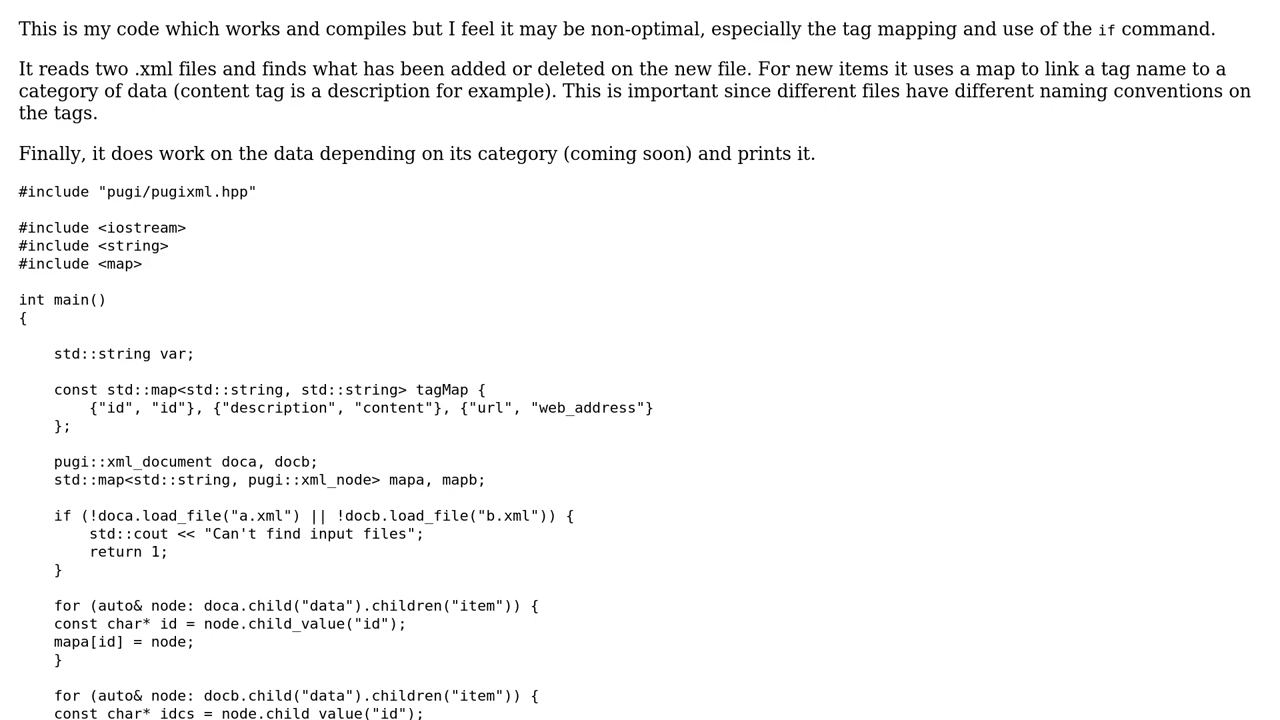 This is my code which works and compiles but I feel it may be non-optimal, especially the tag mapping and use of the if command.
It reads two .xml files and finds what has been added or deleted on the new file. For new items it uses a map to link a tag name to a
category of data (content tag is a description for example). This is important since different files have different naming conventions on
the tags.
Finally, it does work on the data depending on its category (coming soon) and prints it.
#include "pugi/pugixml.hpp"
#include <iostream>
#include <string>
#include <map>
int main()
{
    std::string var;
    const std::map<std::string, std::string> tagMap {
        {"id", "id"}, {"description", "content"}, {"url", "web_address"}
    };
    pugi::xml_document doca, docb;
    std::map<std::string, pugi::xml_node> mapa, mapb;
    if (!doca.load_file("a.xml") || !docb.load_file("b.xml")) {
        std::cout << "Can't find input files";
        return 1;
    }
    for (auto& node: doca.child("data").children("item")) {
    const char* id = node.child_value("id");
    mapa[id] = node;
    }
    for (auto& node: docb.child("data").children("item")) {
    const char* idcs = node.child_value("id");